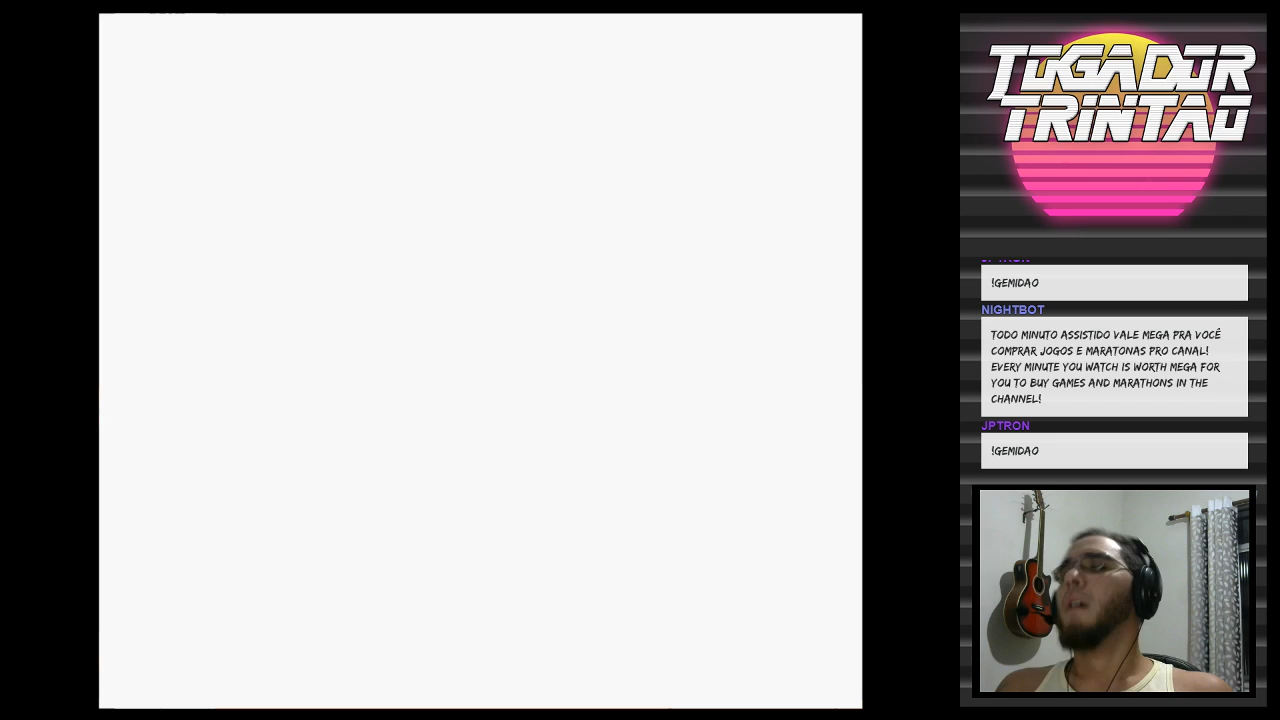 JOGADOR
TRINTAO
!GEMIDAO
NIGHTBOT
TODO MINUTO ASSISTIDO VALE MEGA PRA VOCÊ
COMPRAR JOGOS E MARATONAS PRO CANAL!
EVERY MINUTE YOU WATCH IS WORTH MEGA FOR
YOU TO BUY GAMES AND MARATHONS IN THE
CHANNEL!
JPTRON
!GEMIDAO